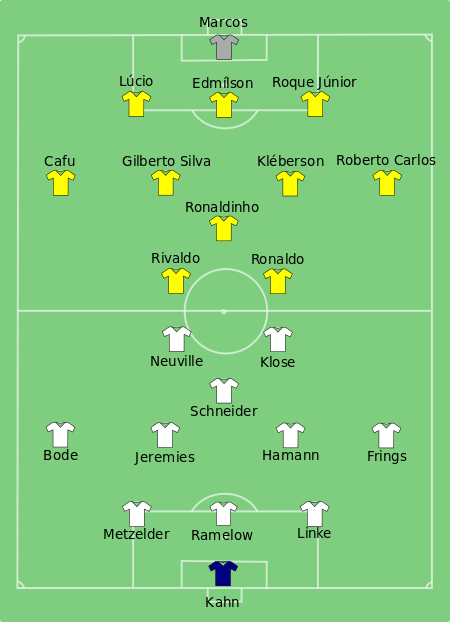 Marcos
Lúcio
Edmílson
Roque Júnior
Cafu
Gilberto Silva
Kléberson
Roberto Carlos
Ronaldinho
Rivaldo
Ronaldo
Neuville
Klose
Schneider
Bode
Jeremies
Hamann
Frings
Metzelder
Ramelow
Linke
Kahn